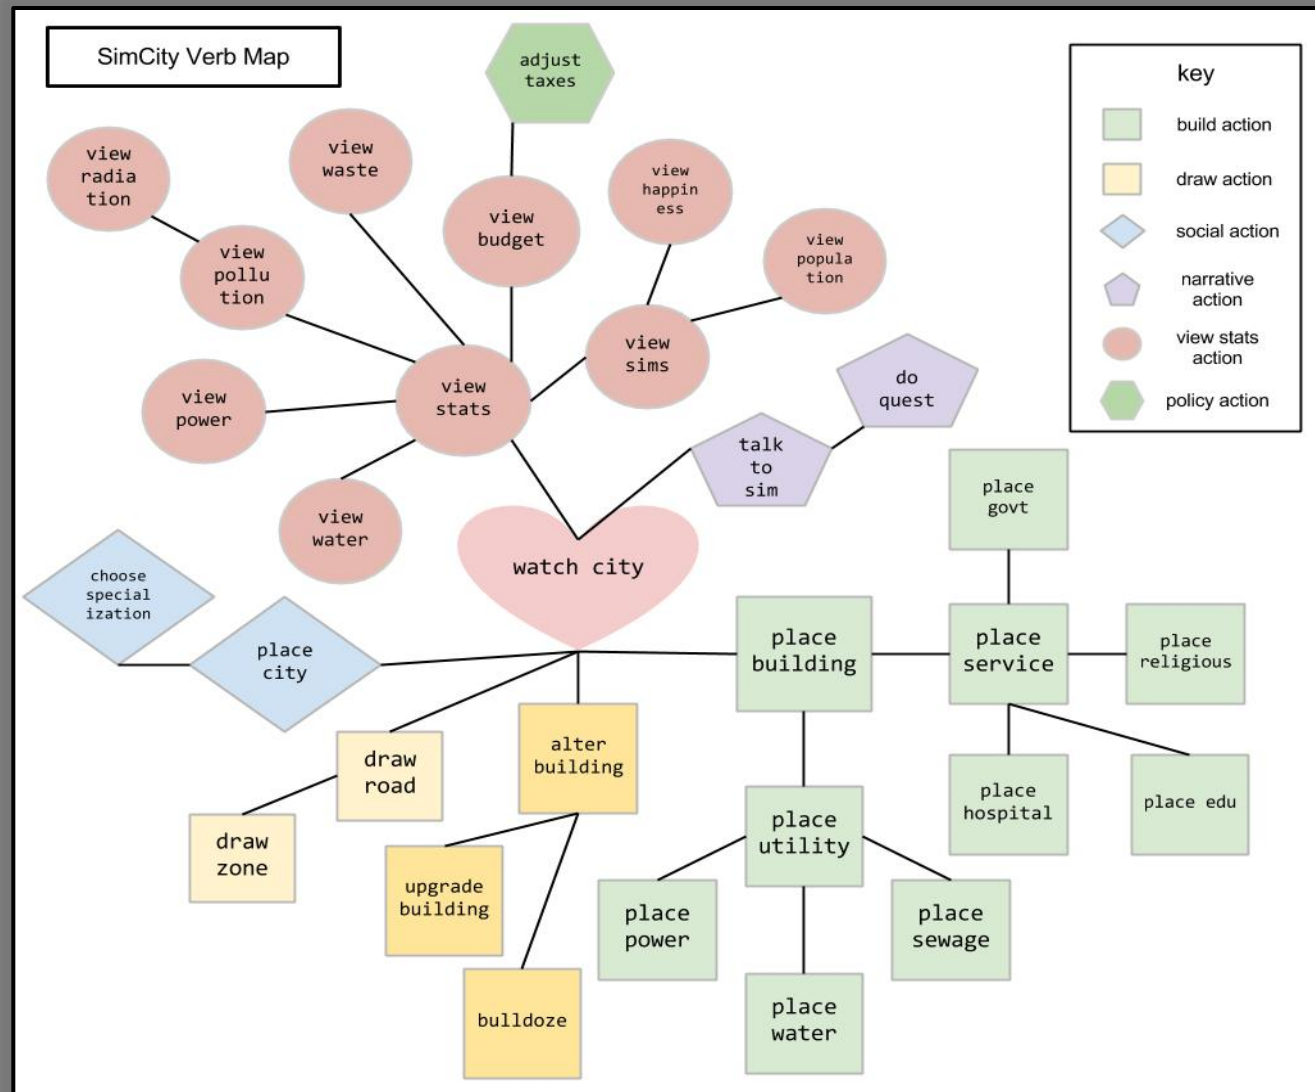 SimCity Verb Map
adjust
taxes
key
build action
draw action
social action
narrative
action
view stats
action
policy action
view
radia
tion
view
waste
view
budget
view
happin
ess
view
popula
tion
view
pollu
tion
view
sims
view
power
view
stats
view
water
do
quest
talk
to
sim
watch city
choose
special
ization
place
city
place
govt
place
building
place
service
place
religious
draw
road
alter
building
draw
zone
upgrade
building
bulldoze
place
utility
place
hospital
place edu
place
power
place
sewage
place
water